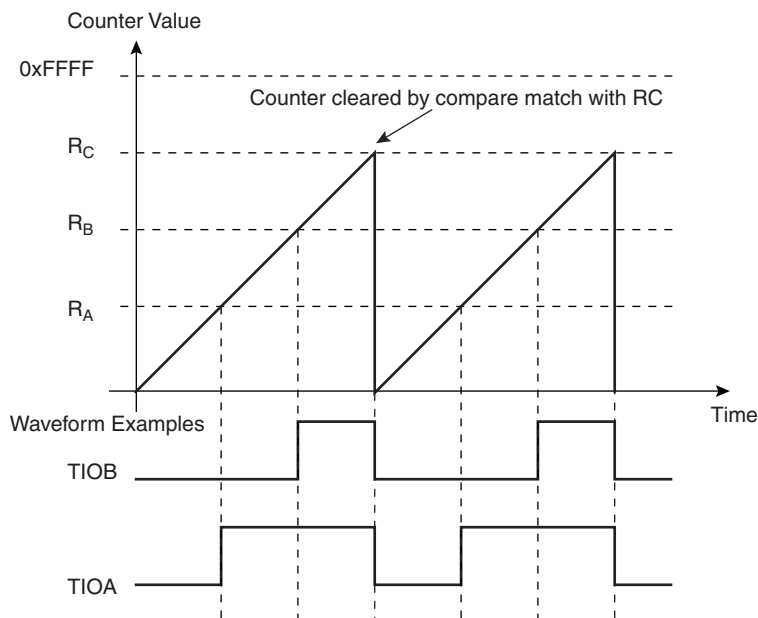 Counter Value
0xFFFF
Counter cleared by compare match with RC
RC
RB
RA
Time
Waveform Examples
TIOB
TIOA